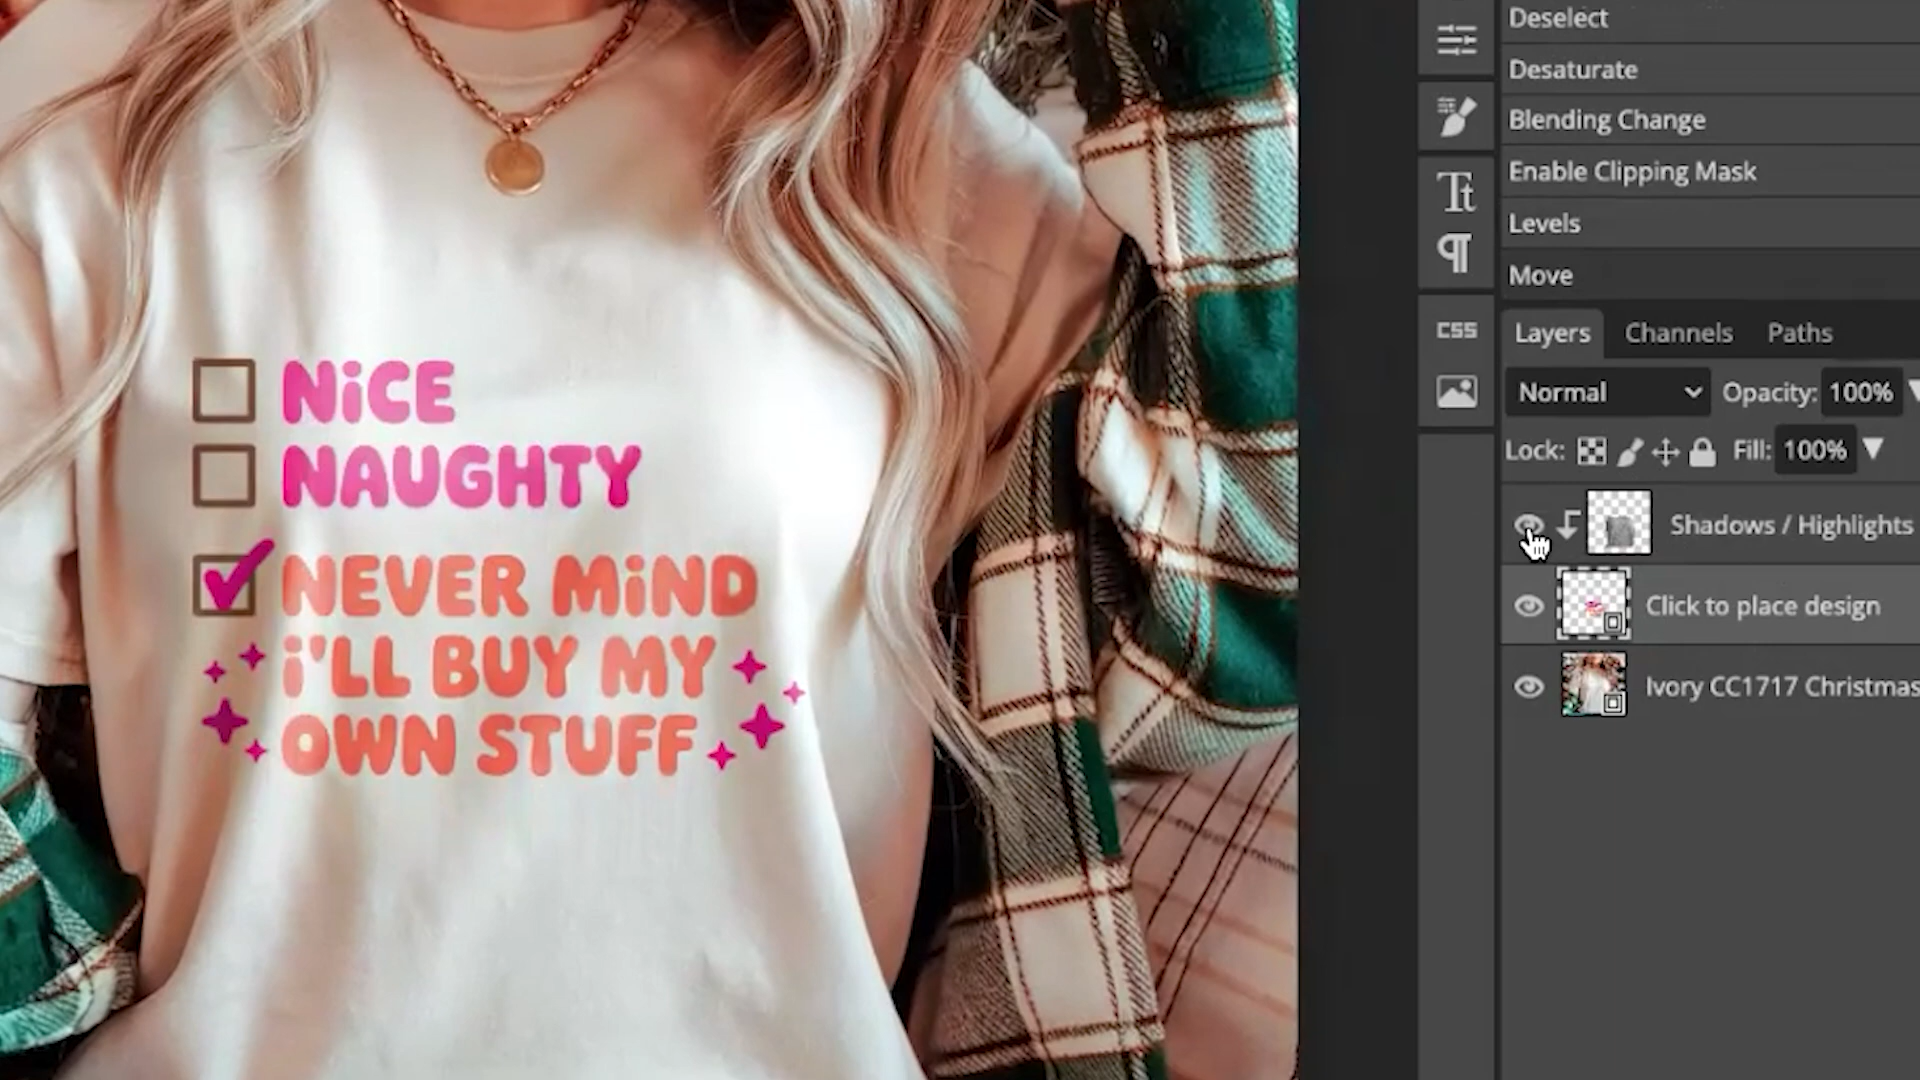 NiCE
NAUGHTY
NEVER MiND
i'LL BUY MY
OWN STUFF
Deselect
Desaturate
Blending Change
Enable Clipping Mask
Levels
Move
CSS
Layers Channels Paths
Normal Opacity: 100%
Lock: Fill: 100%
Shadows / Highlights
Click to place design
Ivory CC1717 Christmas